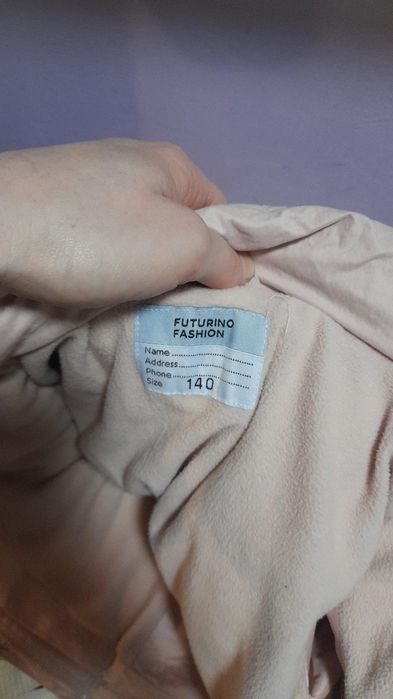 FUTURINO
FASHION
Name
Address
Phone
Size 140